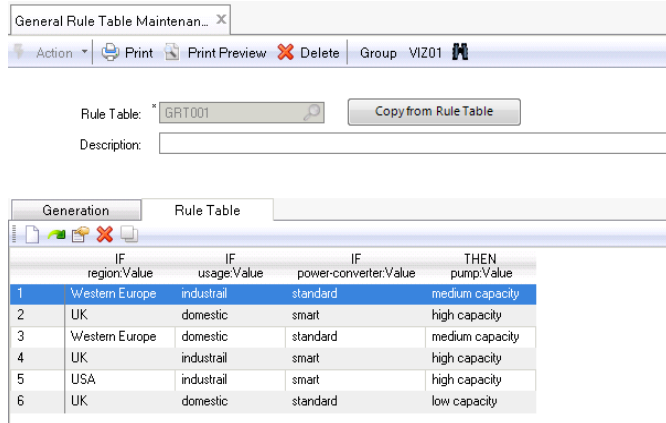 General Rule Table Maintenan... X
Action Print Print Preview Delete Group VIZ01
Rule Table: * GRT001 Copy from Rule Table
Description:
Generation Rule Table
IF IF IF THEN
region:Value usage:Value power-converter:Value pump:Value
1 Western Europe industrail standard medium capacity
2 UK domestic smart high capacity
3 Western Europe domestic standard medium capacity
4 UK industrail smart high capacity
5 USA industrail smart high capacity
6 UK domestic standard low capacity